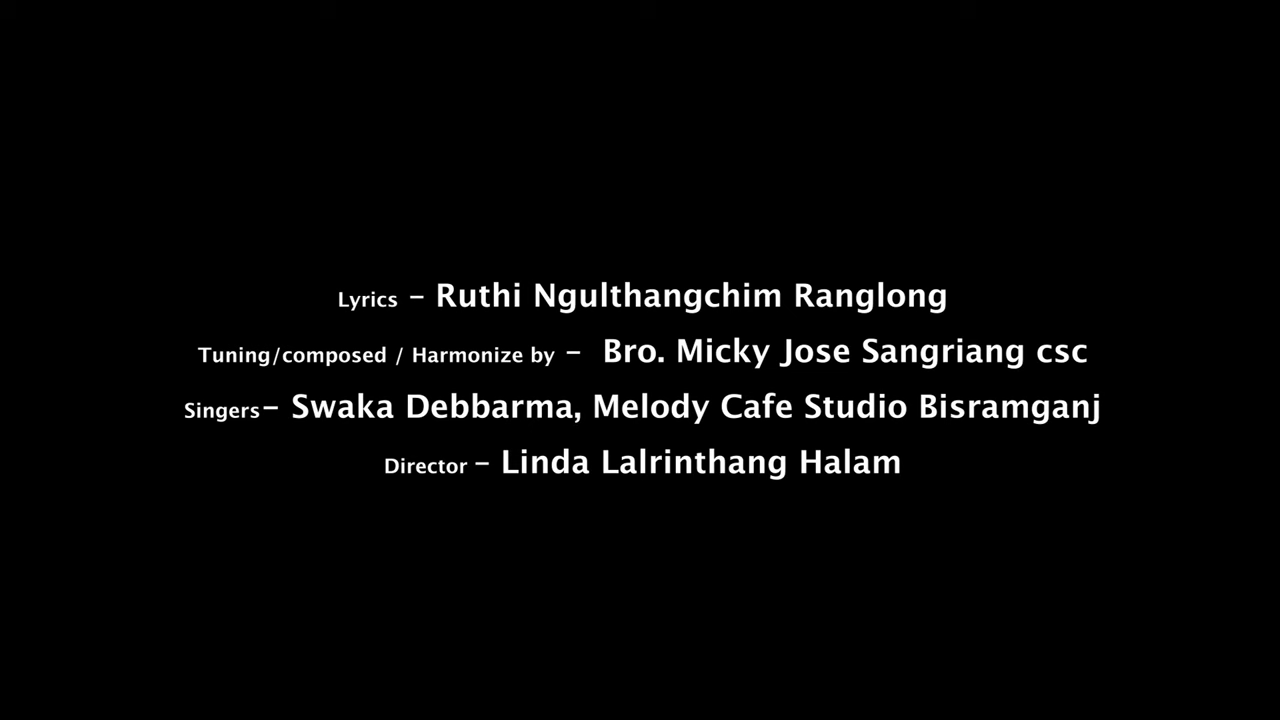 Lyrics – Ruthi Ngulthangchim Ranglong
Tuning/composed / Harmonize by – Bro. Micky Jose Sangriang csc
Singers– Swaka Debbarma, Melody Cafe Studio Bisramganj
Director – Linda Lalrinthang Halam